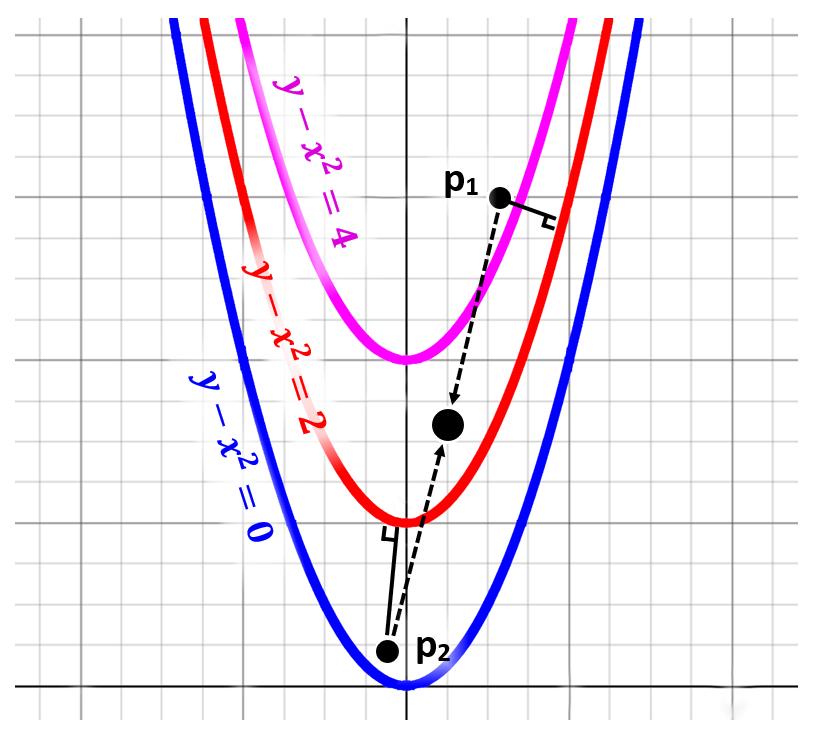 y − x² = 4
p₁
y − x² = 2
y − x² = 0
p₂